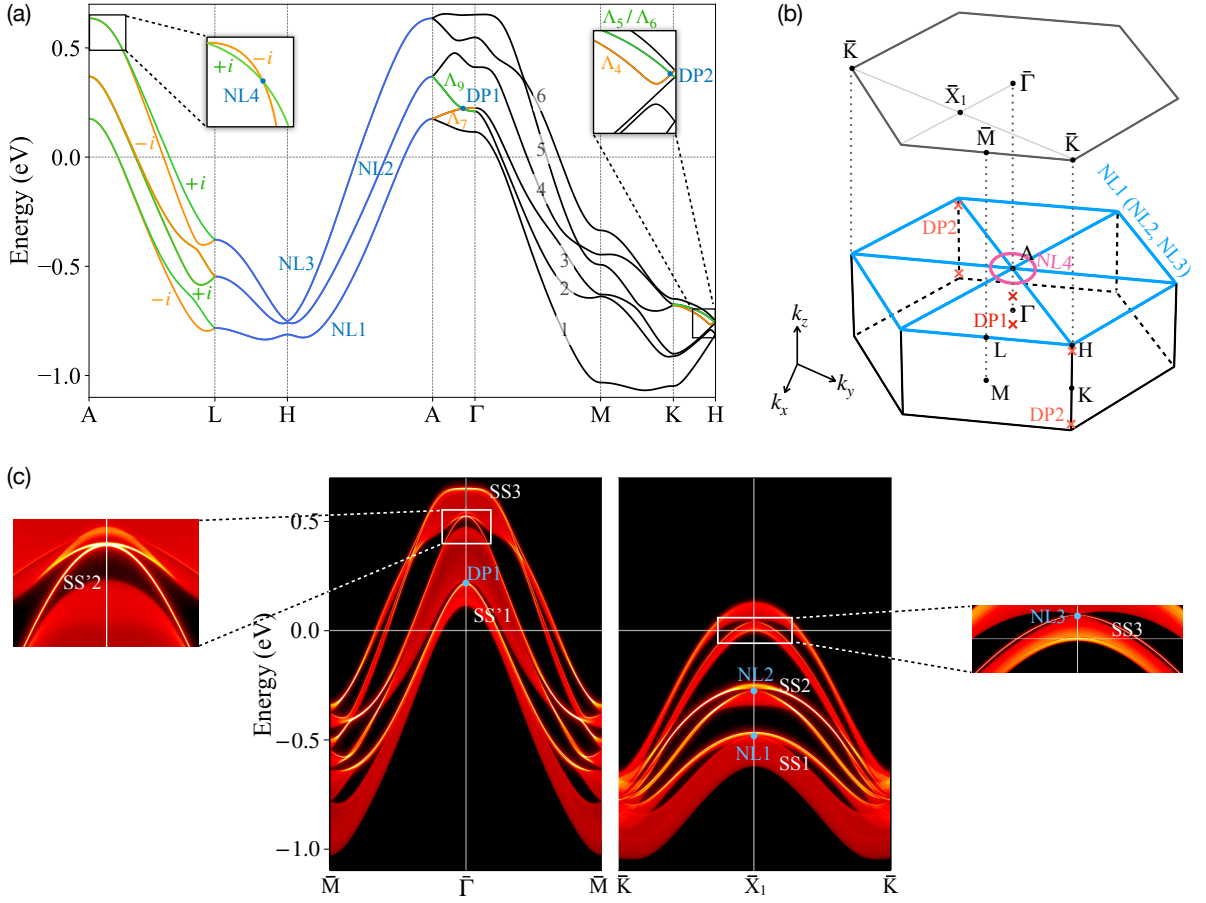 (a)
Energy (eV)
0.5
0.0
−0.5
−1.0
A
L
H
A
Γ
M
K
H
+i
−i
NL4
−i
+i
+i
−i
NL3
NL2
NL1
Λ9
DP1
Λ7
6
5
4
3
2
1
Λ5 / Λ6
Λ4
DP2
(b)
K̄
Γ̄
X̄1
M̄
K̄
NL1 (NL2, NL3)
DP2
A
NL4
Γ
DP1
L
H
M
K
DP2
kz
ky
kx
(c)
Energy (eV)
0.5
0.0
−0.5
−1.0
SS'2
SS3
DP1
SS'1
M̄
Γ̄
M̄
NL2
SS2
NL1
SS1
K̄
X̄1
K̄
NL3
SS3